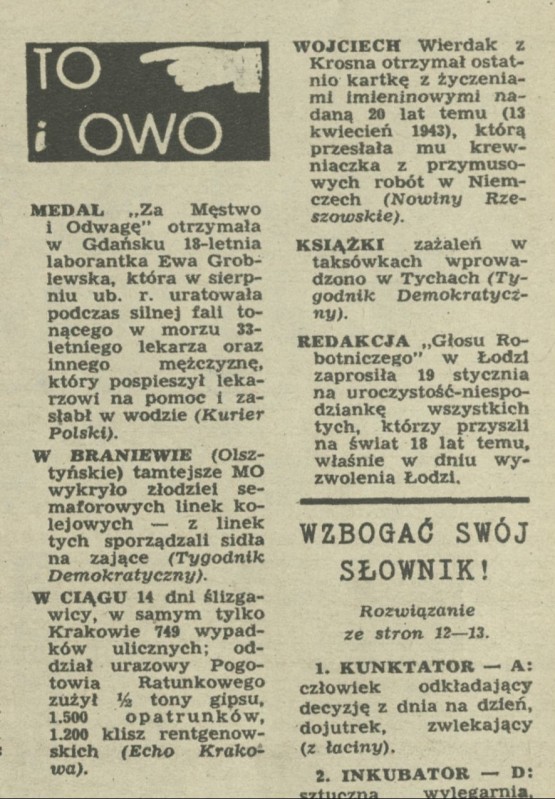 TO
i OWO
MEDAL „Za Męstwo
i Odwagę” otrzymała
w Gdańsku 18-letnia
laborantka Ewa Grob-
lewska, która w sierp-
niu ub. r. uratowała
podczas silnej fali to-
nącego w morzu 33-
letniego lekarza oraz
innego mężczyznę,
który pospieszył leka-
rzowi na pomoc i za-
słabł w wodzie (Kurier
Polski).
W BRANIEWIE (Olsz-
tyńskie) tamtejsze MO
wykryło złodziei se-
maforowych linek ko-
lejowych — z linek
tych sporządzali sidła
na zające (Tygodnik
Demokratyczny).
W CIĄGU 14 dni ślizga-
wicy, w samym tylko
Krakowie 749 wypad-
ków ulicznych; od-
dział urazowy Pogo-
towia Ratunkowego
zużył ½ tony gipsu,
1.500 opatrunków,
1.200 klisz rentgenow-
skich (Echo Krako-
wa).
WOJCIECH Wierdak z
Krosna otrzymał ostat-
nio kartkę z życzenia-
mi imieninowymi na-
daną 20 lat temu (13
kwiecień 1943), którą
przesłała mu krew-
niaczka z przymuso-
wych robót w Niem-
czech (Nowiny Rze-
szowskie).
KSIĄŻKI zażaleń w
taksówkach wprowa-
dzono w Tychach (Ty-
godnik Demokratycz-
ny).
REDAKCJA „Głosu Ro-
botniczego” w Łodzi
zaprosiła 19 stycznia
na uroczystość-niespo-
dziankę wszystkich
tych, którzy przyszli
na świat 18 lat temu,
właśnie w dniu wy-
zwolenia Łodzi.
WZBOGAĆ SWÓJ
SŁOWNIK!
Rozwiązanie
ze stron 12—13.
1. KUNKTATOR — A:
człowiek odkładający
decyzję z dnia na dzień,
dojutrek, zwlekający
(z łaciny).
2. INKUBATOR — D:
sztuczna wylęgarnia,